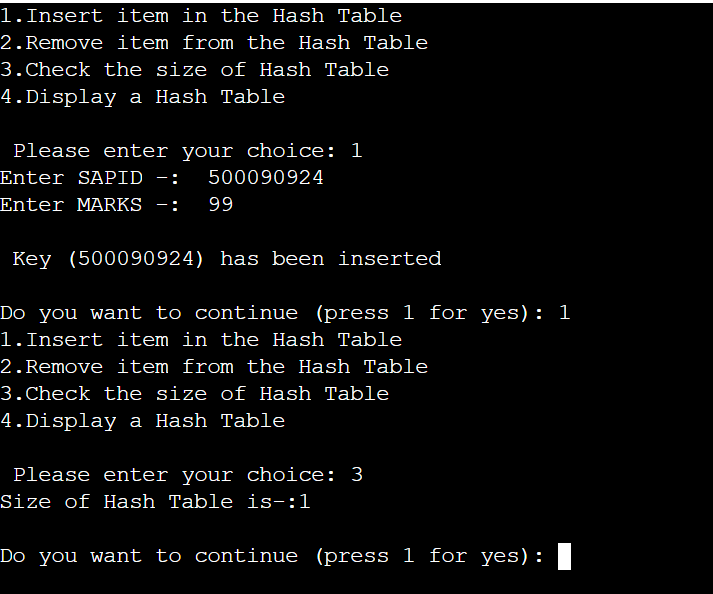 1.Insert item in the Hash Table
2.Remove item from the Hash Table
3.Check the size of Hash Table
4.Display a Hash Table
Please enter your choice: 1
Enter SAPID -:  500090924
Enter MARKS -:  99
Key (500090924) has been inserted
Do you want to continue (press 1 for yes): 1
1.Insert item in the Hash Table
2.Remove item from the Hash Table
3.Check the size of Hash Table
4.Display a Hash Table
Please enter your choice: 3
Size of Hash Table is-:1
Do you want to continue (press 1 for yes):